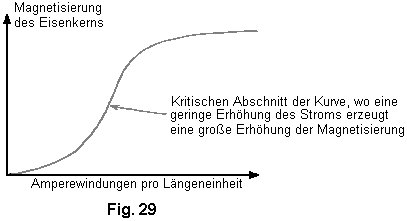 Magnetisierung
des Eisenkerns
Kritischen Abschnitt der Kurve, wo eine
geringe Erhöhung des Stroms erzeugt
eine große Erhöhung der Magnetisierung
Amperewindungen pro Längeneinheit
Fig. 29